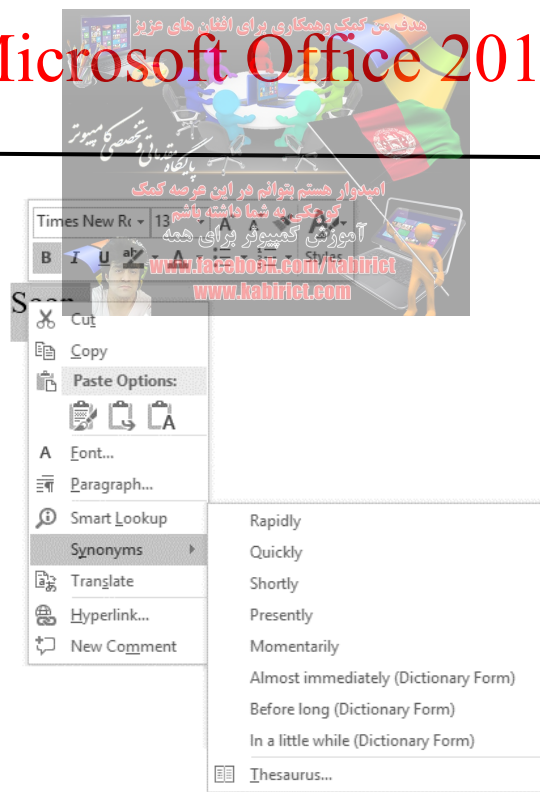 هدف من کمک وهمکاری برای افغان های عزیز
Microsoft Office 201
پایگاه مقدماتی و تخصصی کامپیوتر
امیدوار هستم بتوانم در این عرصه کمک
کوچکی به شما داشته باشم
آموزش کمپیوتر برای همه
www.facebook.com/kabirict
www.kabirict.com
Times New Ro
13
B I U ab A Styles
Soon
Cut
Copy
Paste Options:
Font...
Paragraph...
Smart Lookup
Synonyms
Translate
Hyperlink...
New Comment
Rapidly
Quickly
Shortly
Presently
Momentarily
Almost immediately (Dictionary Form)
Before long (Dictionary Form)
In a little while (Dictionary Form)
Thesaurus...